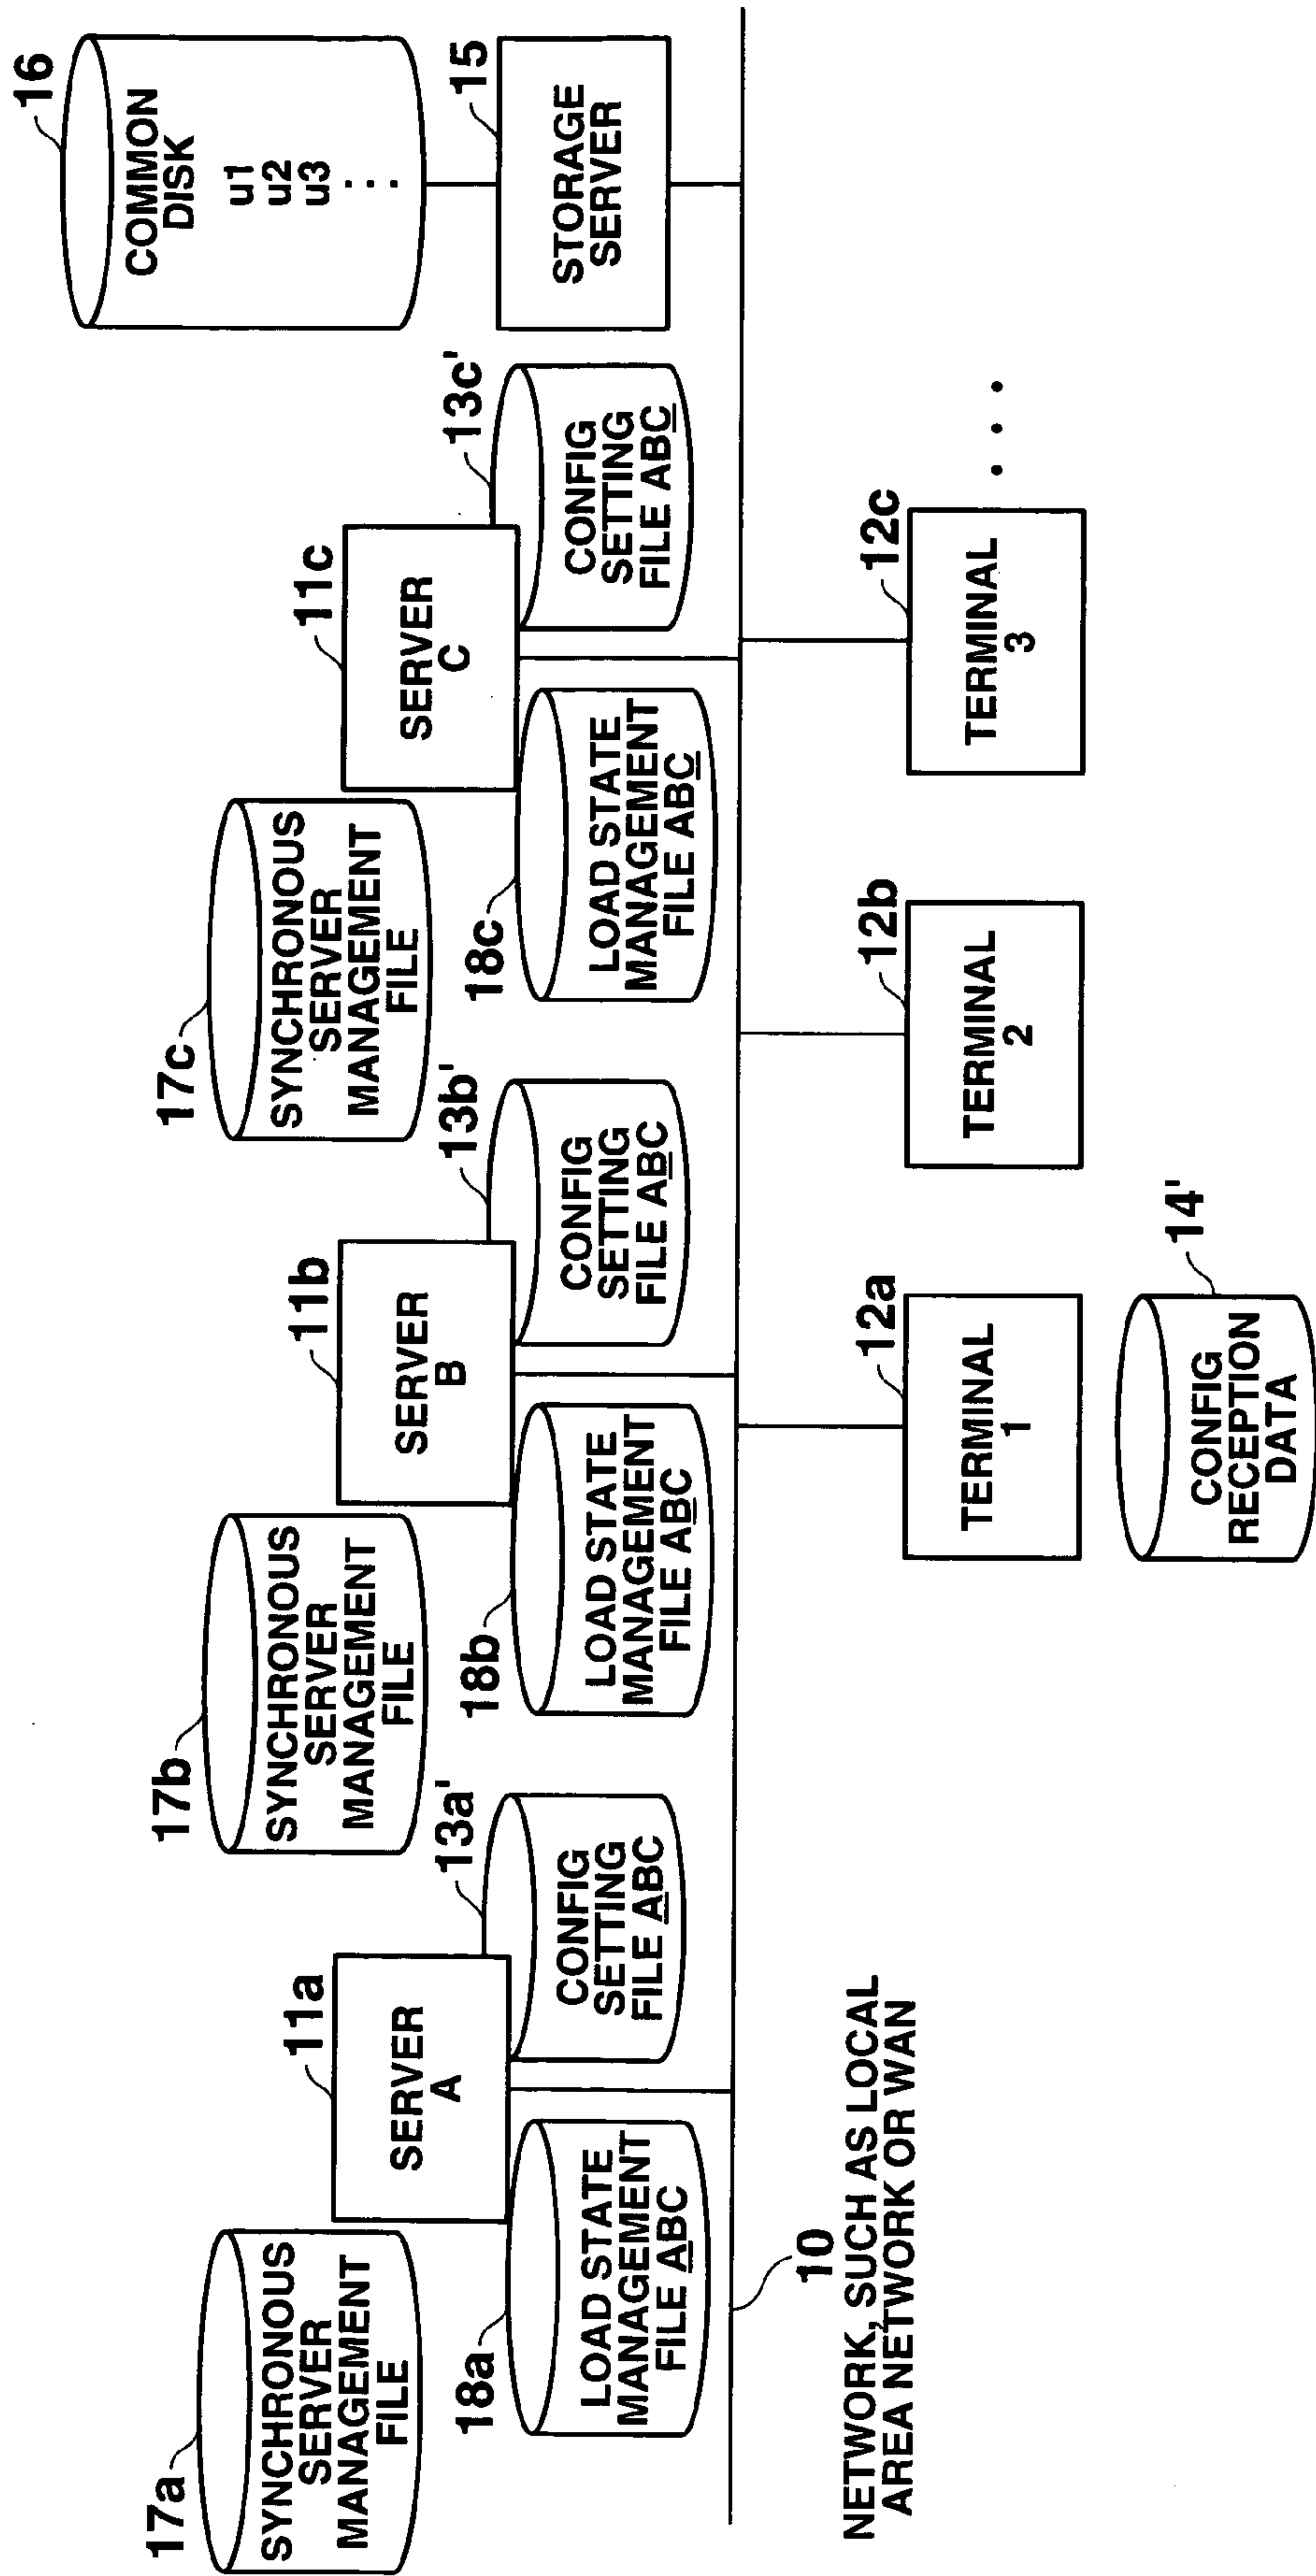 17a
SYNCHRONOUS
SERVER
MANAGEMENT
FILE
11a
SERVER
A
13a'
CONFIG
SETTING
FILE ABC
18a
LOAD STATE
MANAGEMENT
FILE ABC
17b
SYNCHRONOUS
SERVER
MANAGEMENT
FILE
11b
SERVER
B
13b'
CONFIG
SETTING
FILE ABC
18b
LOAD STATE
MANAGEMENT
FILE ABC
17c
SYNCHRONOUS
SERVER
MANAGEMENT
FILE
11c
SERVER
C
13c'
CONFIG
SETTING
FILE ABC
18c
LOAD STATE
MANAGEMENT
FILE ABC
16
COMMON
DISK
u1
u2
u3
...
15
STORAGE
SERVER
10
NETWORK, SUCH AS LOCAL
AREA NETWORK OR WAN
12a
TERMINAL
1
14'
CONFIG
RECEPTION
DATA
12b
TERMINAL
2
12c
TERMINAL
3
...